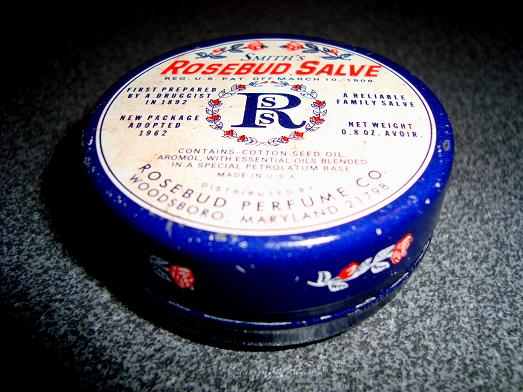 SMITH'S
ROSEBUD SALVE
REG. U.S. PAT. OFF MARCH 10, 1908
FIRST PREPARED
BY A DRUGGIST
IN 1892
NEW PACKAGE
ADOPTED
1962
RSS
A RELIABLE
FAMILY SALVE
NET WEIGHT
0.8 OZ. AVOIR.
CONTAINS-COTTON SEED OIL,
AROMOL, WITH ESSENTIAL OILS BLENDED
IN A SPECIAL PETROLATUM BASE
MADE IN U.S.A.
DISTRIBUTED BY
ROSEBUD PERFUME CO.
WOODSBORO, MARYLAND 21798